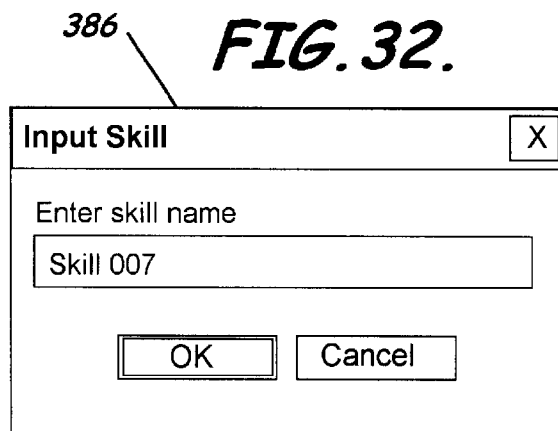 386
FIG. 32.
Input Skill X
Enter skill name
Skill 007
OK Cancel